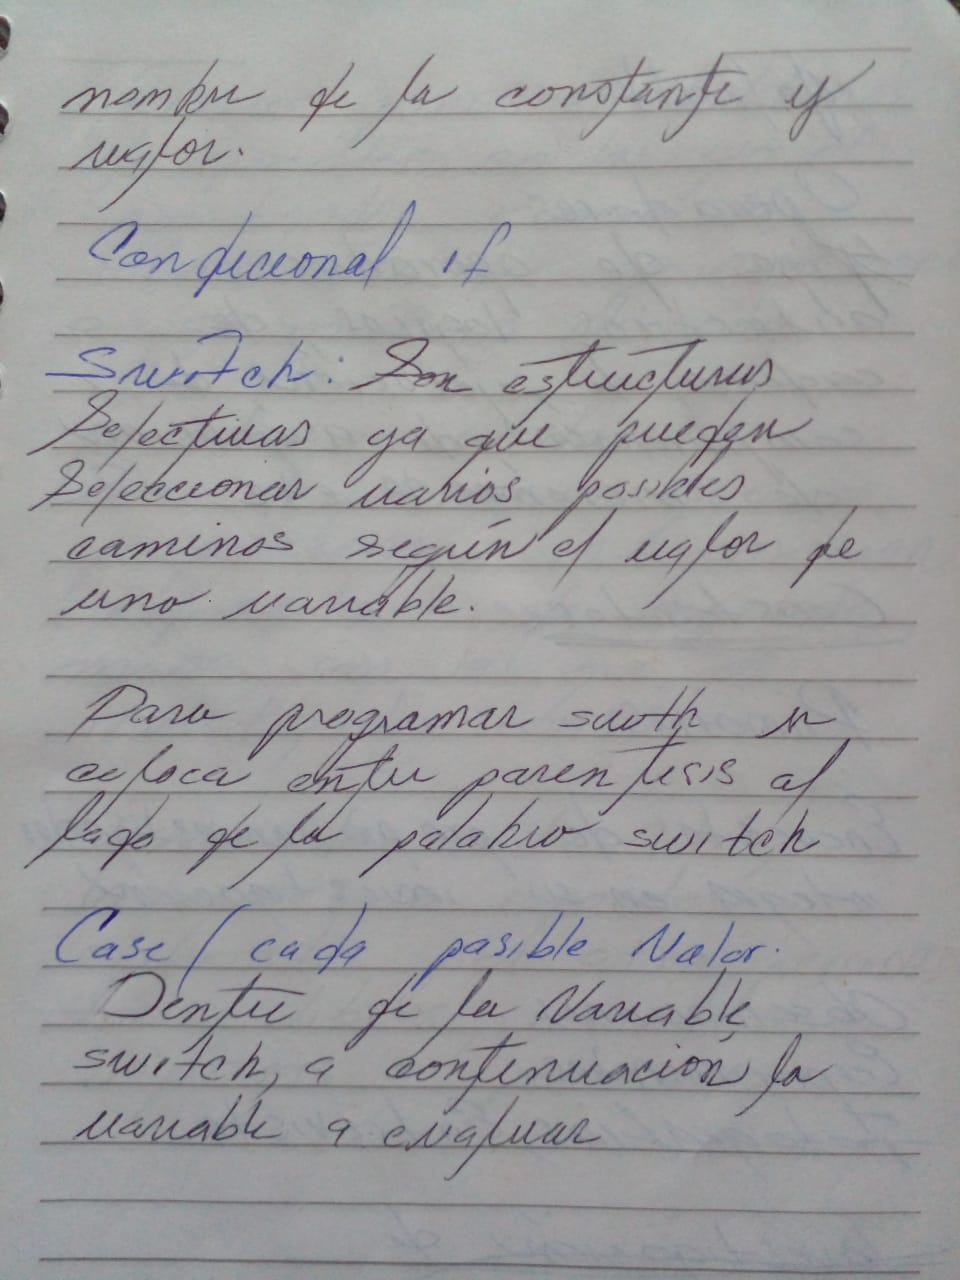 nombre de la constante y
valor.
Condicional if
Switch: Son estructuras
Selectivas ya que pueden
Seleccionar varios posibles
caminos según el valor de
una variable.
Para programar swith se
coloca entre parentesis al
lado de la palabra switch
Case / cada posible Valor.
Dentro de la Variable
switch, a continuación la
variable a evaluar